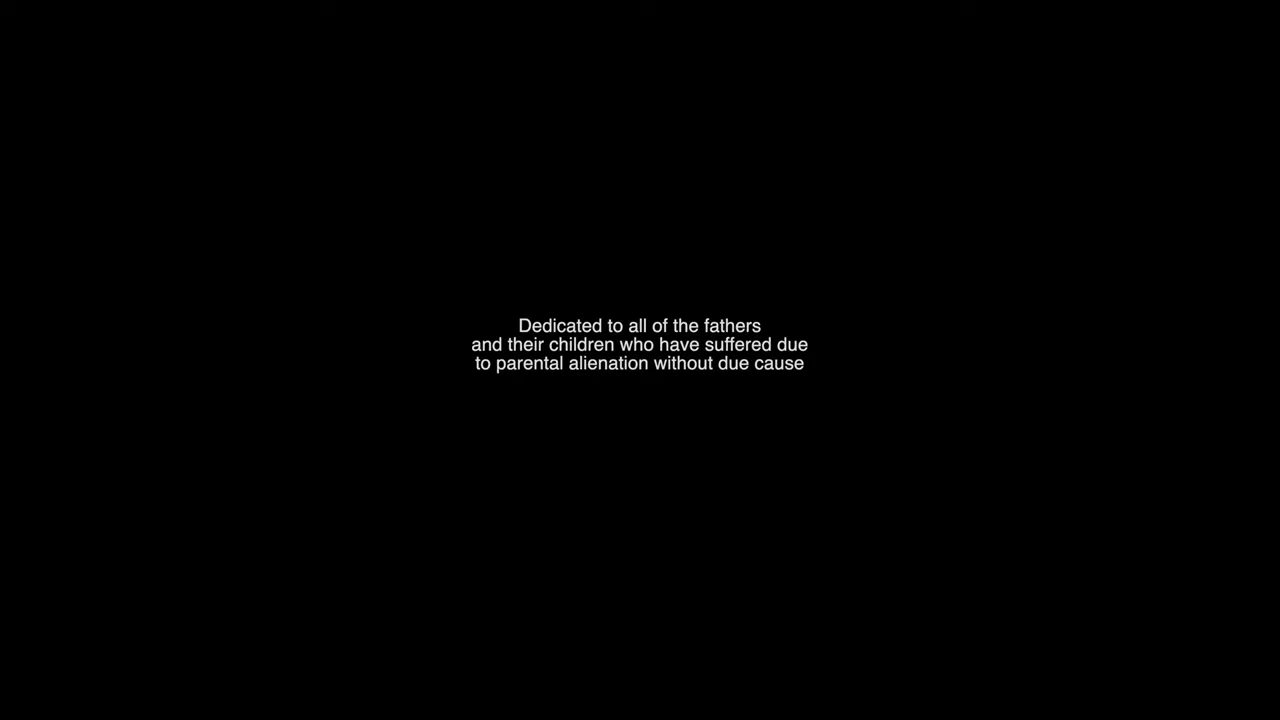 Dedicated to all of the fathers
and their children who have suffered due
to parental alienation without due cause